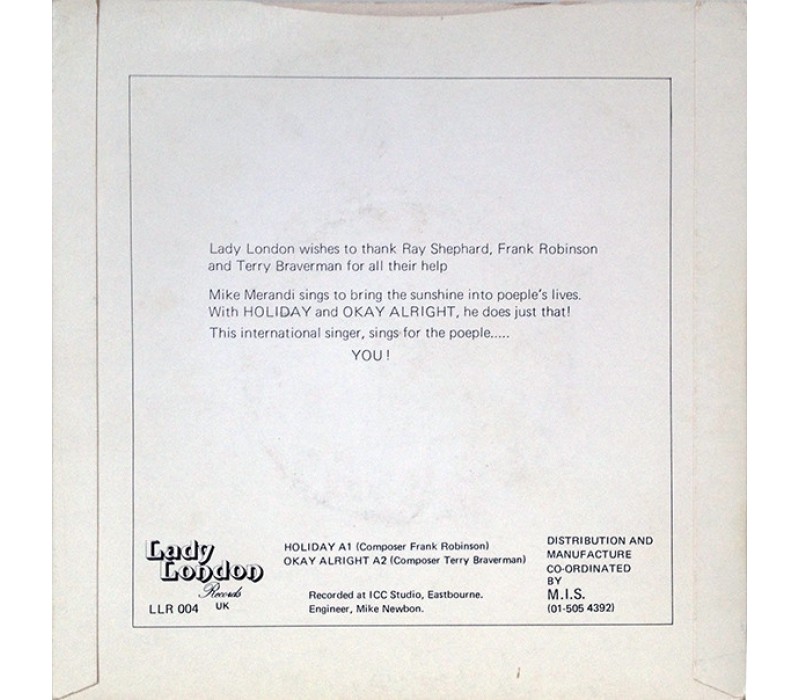 Lady London wishes to thank Ray Shephard, Frank Robinson
and Terry Braverman for all their help
Mike Merandi sings to bring the sunshine into poeple's lives.
With HOLIDAY and OKAY ALRIGHT, he does just that!
This international singer, sings for the poeple.....
YOU!
Lady
London
Records
LLR 004 UK
HOLIDAY A1 (Composer Frank Robinson)
OKAY ALRIGHT A2 (Composer Terry Braverman)
Recorded at ICC Studio, Eastbourne.
Engineer, Mike Newbon.
DISTRIBUTION AND
MANUFACTURE
CO-ORDINATED
BY
M.I.S.
(01-505 4392)